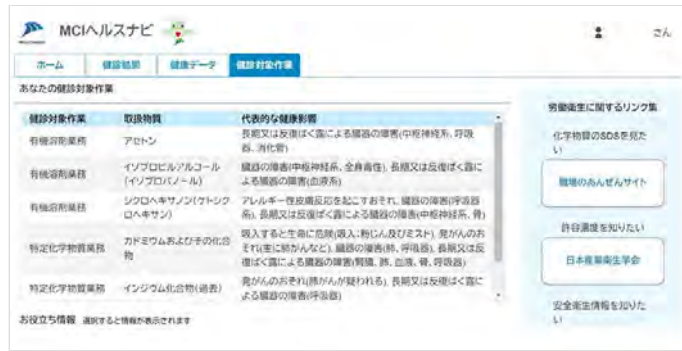 MCIヘルスナビ
さん
ホーム 健診結果 健康データ 健診対象作業
あなたの健診対象作業
健診対象作業 取扱物質 代表的な健康影響
有機溶剤業務 アセトン 長期又は反復ばく露による臓器の障害(中枢神経系、呼吸
器、消化管)
有機溶剤業務 イソプロピルアルコール
(イソプロパノール) 臓器の障害(中枢神経系、全身毒性)、長期又は反復ばく露に
よる臓器の障害(血液系)
有機溶剤業務 シクロヘキサノン(ケトシク
ロヘキサン) アレルギー性皮膚反応を起こすおそれ、臓器の障害(呼吸器
系)、長期又は反復ばく露による臓器の障害(中枢神経系、骨)
特定化学物質業務 カドミウムおよびその化合
物 吸入すると生命に危険(吸入:粉じん及びミスト)、発がんのお
それ(主に肺がんなど)、臓器の障害(肺、呼吸器)、長期又は反
復ばく露による臓器の障害(腎臓、肺、血液、骨、呼吸器)
特定化学物質業務 インジウム化合物(過去) 発がんのおそれ(肺がんが疑われる)、長期又は反復ばく露に
よる臓器の障害(呼吸器)
お役立ち情報 選択すると情報が表示されます
労働衛生に関するリンク集
化学物質のSDSを見た
い
職場のあんぜんサイト
許容濃度を知りたい
日本産業衛生学会
安全衛生情報を知りた
い